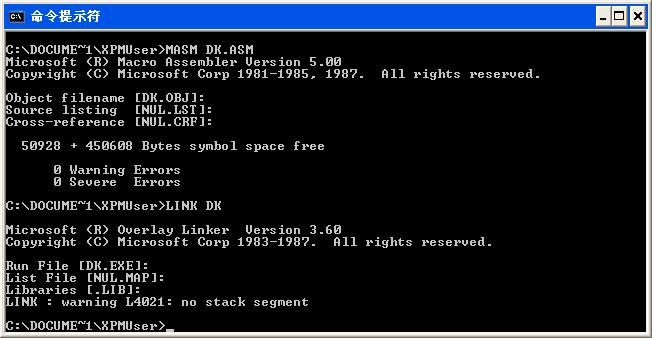 命令提示符
C:\DOCUME~1\XPMUser>MASM DK.ASM
Microsoft (R) Macro Assembler Version 5.00
Copyright (C) Microsoft Corp 1981-1985, 1987.  All rights reserved.
Object filename [DK.OBJ]:
Source listing  [NUL.LST]:
Cross-reference [NUL.CRF]:
50928 + 450608 Bytes symbol space free
0 Warning Errors
0 Severe  Errors
C:\DOCUME~1\XPMUser>LINK DK
Microsoft (R) Overlay Linker  Version 3.60
Copyright (C) Microsoft Corp 1983-1987.  All rights reserved.
Run File [DK.EXE]:
List File [NUL.MAP]:
Libraries [.LIB]:
LINK : warning L4021: no stack segment
C:\DOCUME~1\XPMUser>_